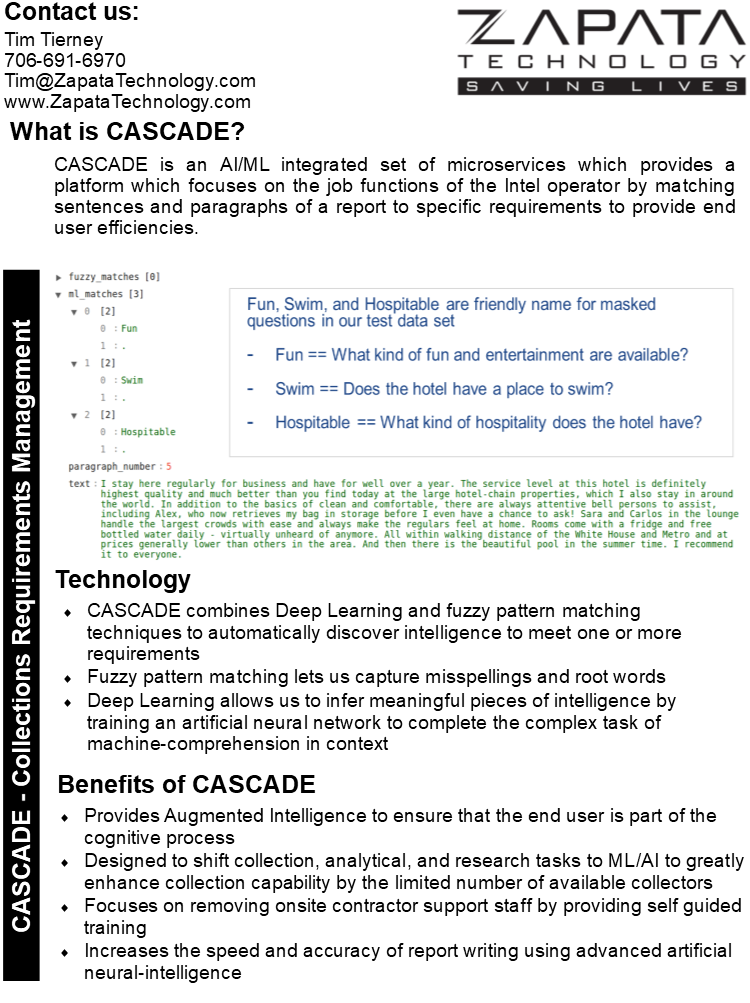 Contact us:
Tim Tierney
706-691-6970
Tim@ZapataTechnology.com
www.ZapataTechnology.com
ZAPATA
TECHNOLOGY
SAVING LIVES
What is CASCADE?
CASCADE is an AI/ML integrated set of microservices which provides a
platform which focuses on the job functions of the Intel operator by matching
sentences and paragraphs of a report to specific requirements to provide end
user efficiencies.
CASCADE - Collections Requirements Management
fuzzy_matches [0]
ml_matches [3]
0 [2]
0 : Fun
1 : .
1 [2]
0 : Swim
1 : .
2 [2]
0 : Hospitable
1 : .
paragraph_number : 5
text : I stay here regularly for business and have for well over a year. The service level at this hotel is definitely
highest quality and much better than you find today at the large hotel-chain properties, which I also stay in around
the world. In addition to the basics of clean and comfortable, there are always attentive bell persons to assist,
including Alex, who now retrieves my bag in storage before I even have a chance to ask! Sara and Carlos in the lounge
handle the largest crowds with ease and always make the regulars feel at home. Rooms come with a fridge and free
bottled water daily - virtually unheard of anymore. All within walking distance of the White House and Metro and at
prices generally lower than others in the area. And then there is the beautiful pool in the summer time. I recommend
it to everyone.
Fun, Swim, and Hospitable are friendly name for masked
questions in our test data set
- Fun == What kind of fun and entertainment are available?
- Swim == Does the hotel have a place to swim?
- Hospitable == What kind of hospitality does the hotel have?
Technology
♦ CASCADE combines Deep Learning and fuzzy pattern matching
techniques to automatically discover intelligence to meet one or more
requirements
♦ Fuzzy pattern matching lets us capture misspellings and root words
♦ Deep Learning allows us to infer meaningful pieces of intelligence by
training an artificial neural network to complete the complex task of
machine-comprehension in context
Benefits of CASCADE
♦ Provides Augmented Intelligence to ensure that the end user is part of the
cognitive process
♦ Designed to shift collection, analytical, and research tasks to ML/AI to greatly
enhance collection capability by the limited number of available collectors
♦ Focuses on removing onsite contractor support staff by providing self guided
training
♦ Increases the speed and accuracy of report writing using advanced artificial
neural-intelligence